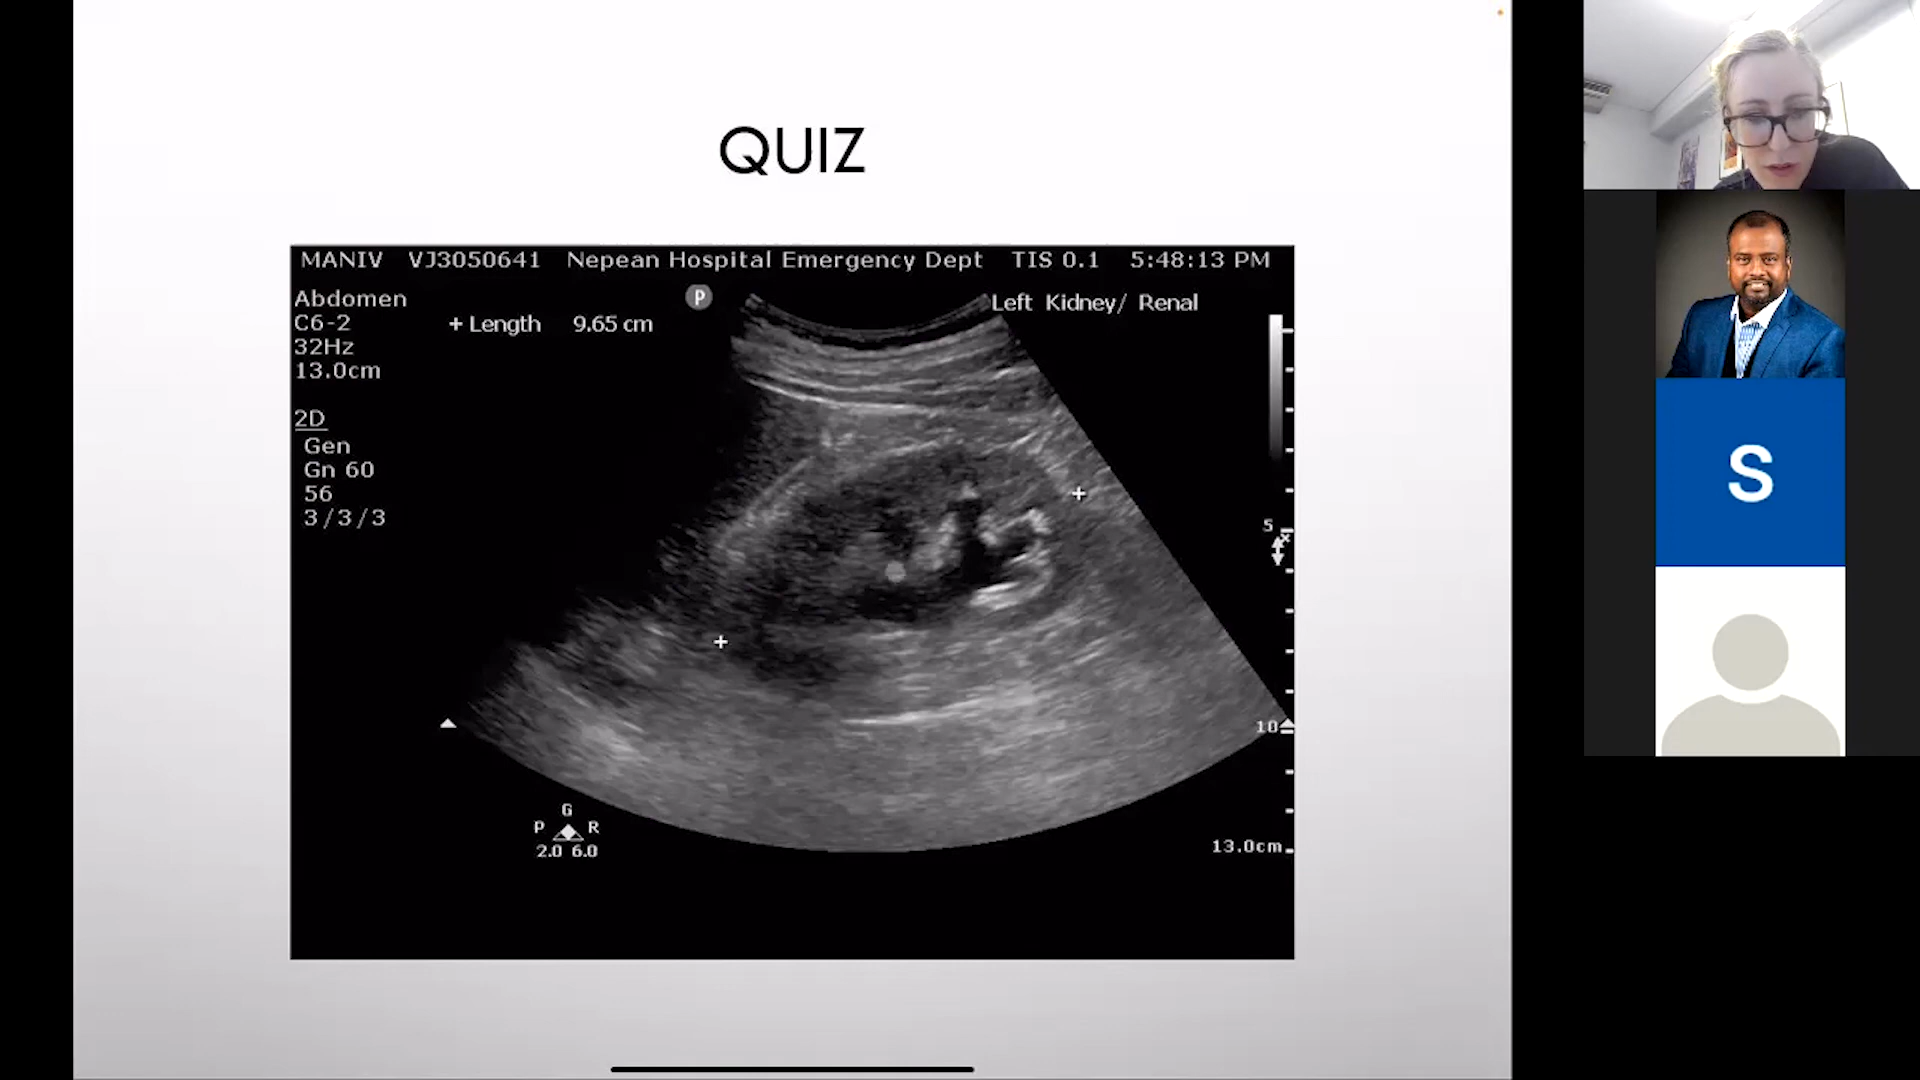 QUIZ
MANIV VJ3050641 Nepean Hospital Emergency Dept TIS 0.1 5:48:13 PM
Abdomen
C6-2
32Hz
13.0cm
+ Length 9.65 cm
P
Left Kidney/ Renal
2D
Gen
Gn 60
56
3/3/3
5
10
13.0cm
G
P R
2.0 6.0
S